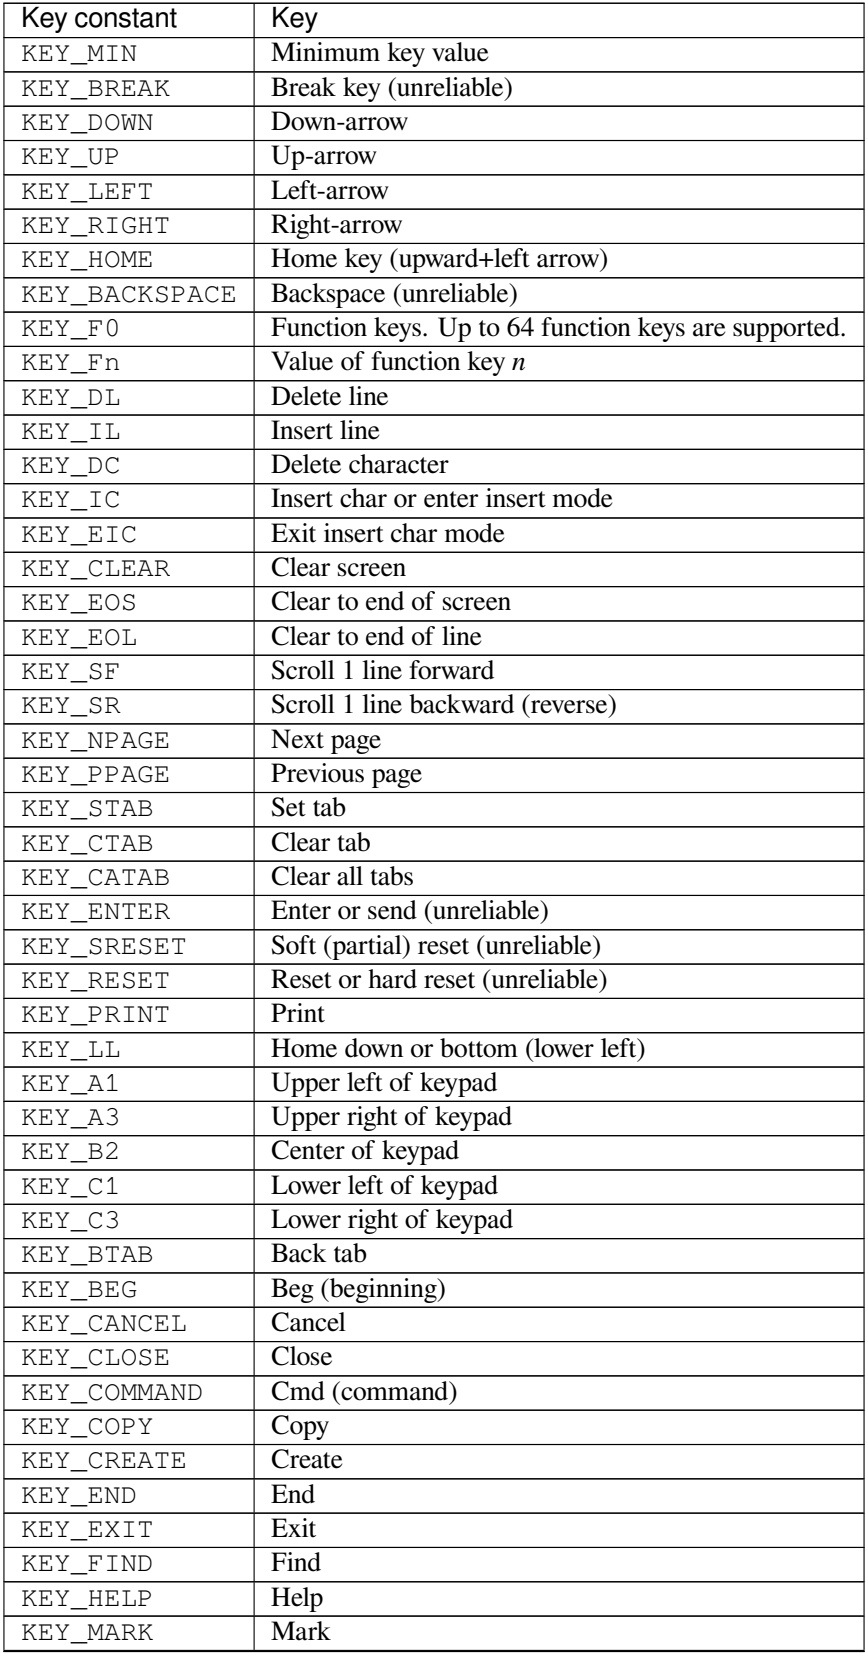 Key constant Key
KEY_MIN Minimum key value
KEY_BREAK Break key (unreliable)
KEY_DOWN Down-arrow
KEY_UP Up-arrow
KEY_LEFT Left-arrow
KEY_RIGHT Right-arrow
KEY_HOME Home key (upward+left arrow)
KEY_BACKSPACE Backspace (unreliable)
KEY_F0 Function keys. Up to 64 function keys are supported.
KEY_Fn Value of function key n
KEY_DL Delete line
KEY_IL Insert line
KEY_DC Delete character
KEY_IC Insert char or enter insert mode
KEY_EIC Exit insert char mode
KEY_CLEAR Clear screen
KEY_EOS Clear to end of screen
KEY_EOL Clear to end of line
KEY_SF Scroll 1 line forward
KEY_SR Scroll 1 line backward (reverse)
KEY_NPAGE Next page
KEY_PPAGE Previous page
KEY_STAB Set tab
KEY_CTAB Clear tab
KEY_CATAB Clear all tabs
KEY_ENTER Enter or send (unreliable)
KEY_SRESET Soft (partial) reset (unreliable)
KEY_RESET Reset or hard reset (unreliable)
KEY_PRINT Print
KEY_LL Home down or bottom (lower left)
KEY_A1 Upper left of keypad
KEY_A3 Upper right of keypad
KEY_B2 Center of keypad
KEY_C1 Lower left of keypad
KEY_C3 Lower right of keypad
KEY_BTAB Back tab
KEY_BEG Beg (beginning)
KEY_CANCEL Cancel
KEY_CLOSE Close
KEY_COMMAND Cmd (command)
KEY_COPY Copy
KEY_CREATE Create
KEY_END End
KEY_EXIT Exit
KEY_FIND Find
KEY_HELP Help
KEY_MARK Mark